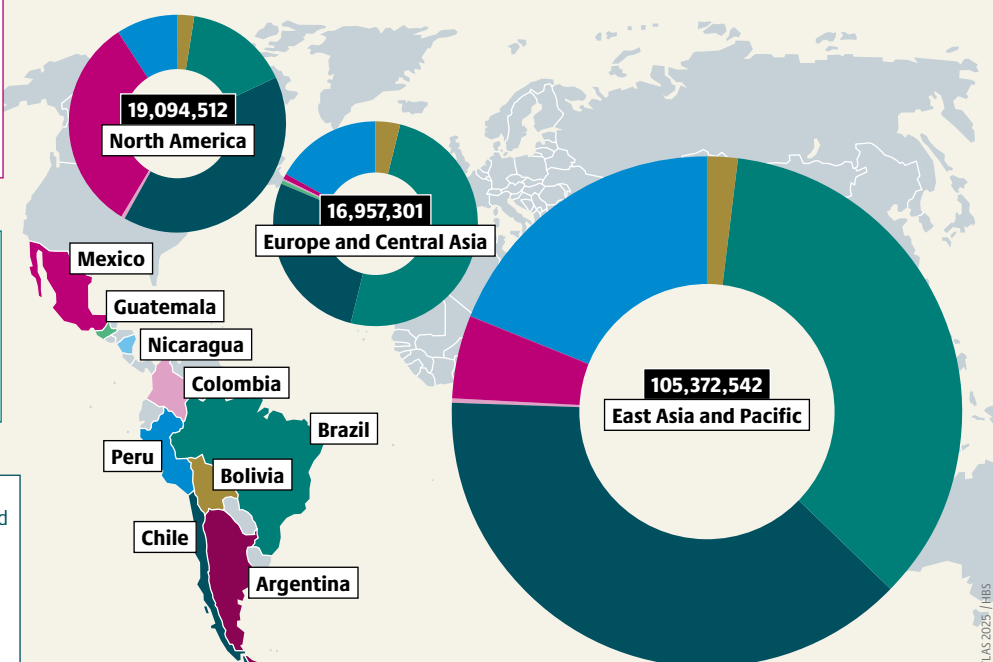 19,094,512
North America
16,957,301
Europe and Central Asia
Mexico
Guatemala
Nicaragua
Colombia
Brazil
Peru
Bolivia
Chile
Argentina
105,372,542
East Asia and Pacific
d
2025 / HBS